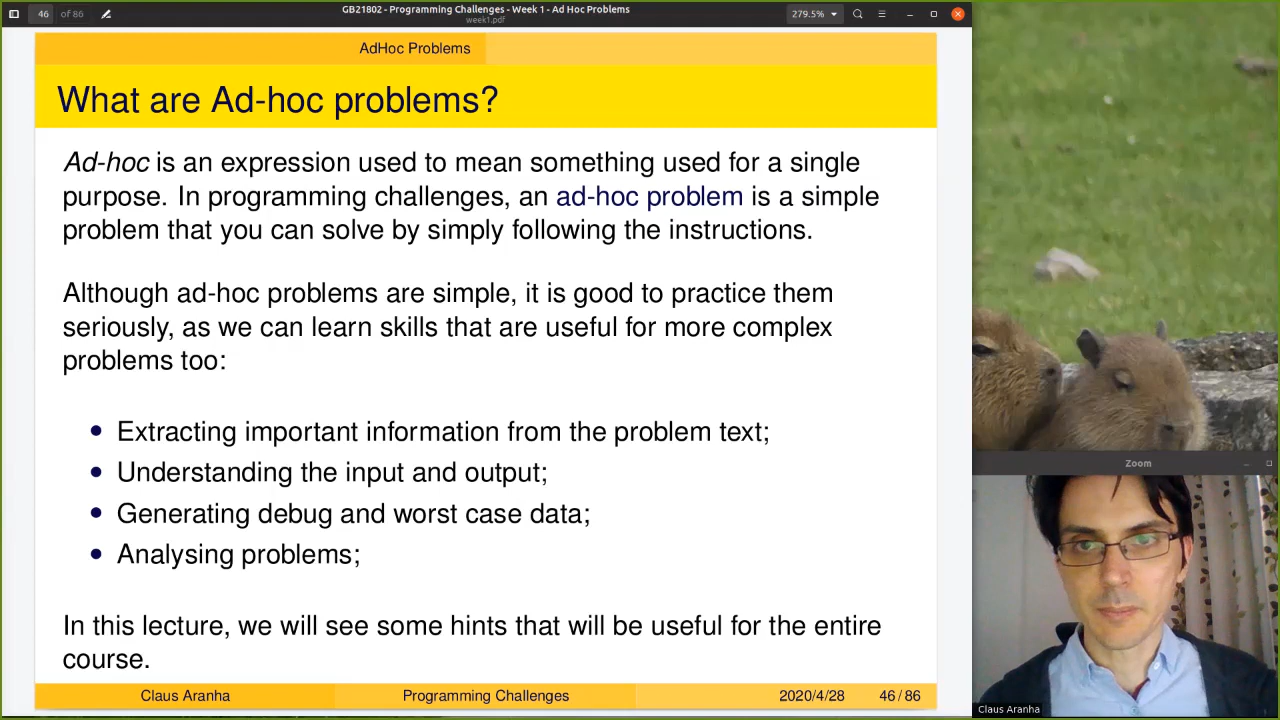 46 of 86
GB21802 - Programming Challenges - Week 1 - Ad Hoc Problems
week1.pdf
279.5%
AdHoc Problems
What are Ad-hoc problems?
Ad-hoc is an expression used to mean something used for a single
purpose. In programming challenges, an ad-hoc problem is a simple
problem that you can solve by simply following the instructions.
Although ad-hoc problems are simple, it is good to practice them
seriously, as we can learn skills that are useful for more complex
problems too:
• Extracting important information from the problem text;
• Understanding the input and output;
• Generating debug and worst case data;
• Analysing problems;
In this lecture, we will see some hints that will be useful for the entire
course.
Claus Aranha Programming Challenges 2020/4/28 46 / 86
Zoom
Claus Aranha